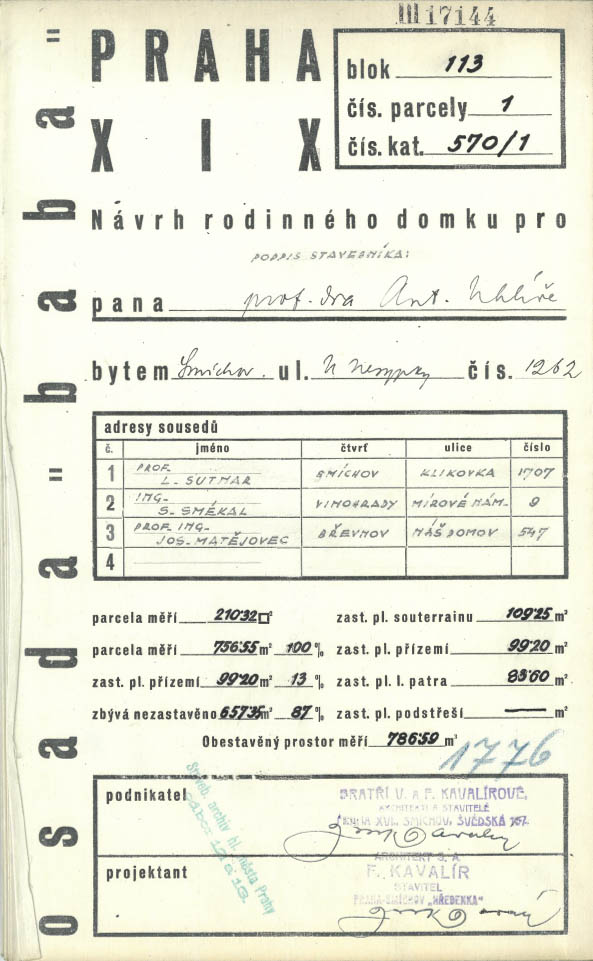 III 17144
PRAHA
XIX
osada "baba"
blok 113
čís. parcely 1
čís. kat. 570/1
Návrh rodinného domku pro
PODPIS STAVEBNÍKA:
pana prof. dra Ant. Uhlíře
bytem Smíchov. ul. U Nesypky čís. 1262
adresy sousedů
č. jméno čtvrť ulice číslo
1 PROF. L. SUTNAR SMÍCHOV KLIKOVKA 1707
2 ING. S. SMÉKAL VINOHRADY MÍROVÉ NÁM. 9
3 PROF. ING. JOS. MATĚJOVEC BŘEVNOV NÁŠ DOMOV 547
4
parcela měří 210·32 □° zast. pl. souterrainu 109·25 m²
parcela měří 756·55 m² 100 % zast. pl. přízemí 99·20 m²
zast. pl. přízemí 99·20 m² 13 % zast. pl. I. patra 83·60 m²
zbývá nezastavěno 657·35 m² 87 % zast. pl. podstřeší — m²
Obestavěný prostor měří 786·59 m³
1776
podnikatel
BRATŘI V. a F. KAVALÍROVÉ,
ARCHITEKTI A STAVITELÉ
PRAHA XVI. SMÍCHOV, ŠVÉDSKÁ
Staveb. archiv hl. města Prahy
projektant
ARCHITEKT S. A.
F. KAVALÍR
STAVITEL
PRAHA-SMÍCHOV „HŘEBENKA"